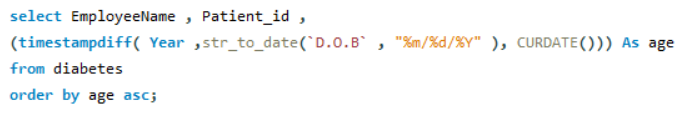 select EmployeeName , Patient_id ,
(timestampdiff( Year ,str_to_date(`D.O.B` , "%m/%d/%Y" ), CURDATE())) As age
from diabetes
order by age asc;